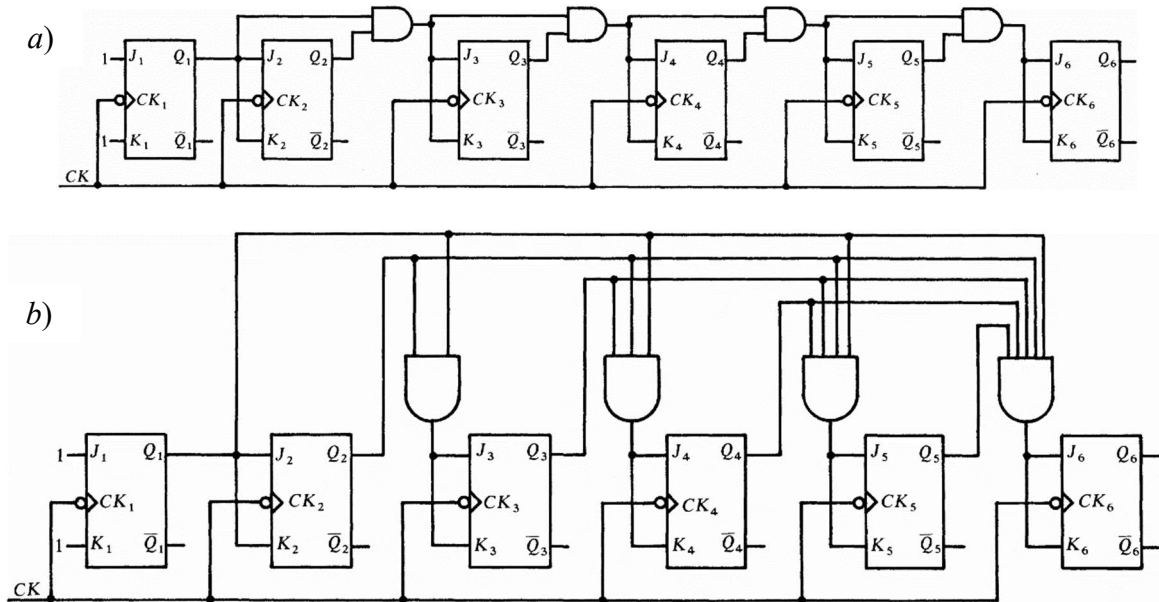 a)
1 J₁ Q₁ J₂ Q₂ J₃ Q₃ J₄ Q₄ J₅ Q₅ J₆ Q₆
CK₁ CK₂ CK₃ CK₄ CK₅ CK₆
1 K₁ Q̅₁ K₂ Q̅₂ K₃ Q̅₃ K₄ Q̅₄ K₅ Q̅₅ K₆ Q̅₆
CK
b)
1 J₁ Q₁ J₂ Q₂ J₃ Q₃ J₄ Q₄ J₅ Q₅ J₆ Q₆
CK₁ CK₂ CK₃ CK₄ CK₅ CK₆
1 K₁ Q̅₁ K₂ Q̅₂ K₃ Q̅₃ K₄ Q̅₄ K₅ Q̅₅ K₆ Q̅₆
CK